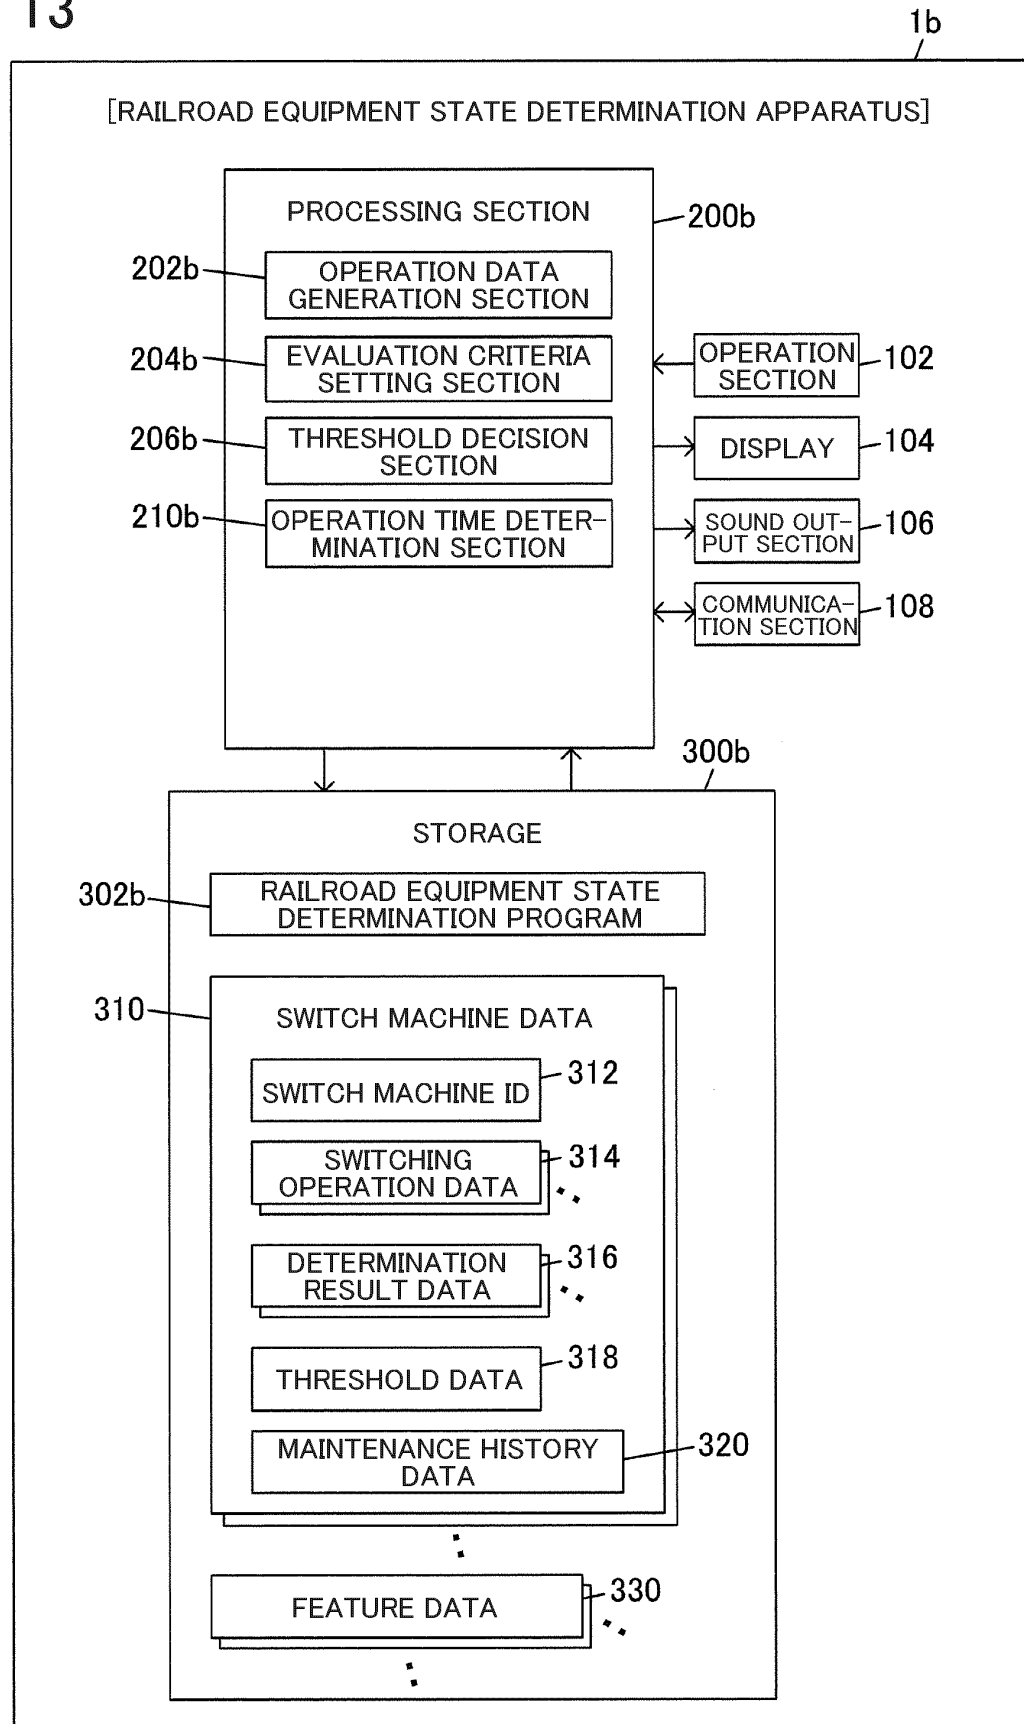 13
1b
[RAILROAD EQUIPMENT STATE DETERMINATION APPARATUS]
PROCESSING SECTION
200b
202b
OPERATION DATA
GENERATION SECTION
204b
EVALUATION CRITERIA
SETTING SECTION
OPERATION
SECTION
102
206b
THRESHOLD DECISION
SECTION
DISPLAY
104
210b
OPERATION TIME DETER-
MINATION SECTION
SOUND OUT-
PUT SECTION
106
COMMUNICA-
TION SECTION
108
300b
STORAGE
302b
RAILROAD EQUIPMENT STATE
DETERMINATION PROGRAM
310
SWITCH MACHINE DATA
SWITCH MACHINE ID
312
SWITCHING
OPERATION DATA
314
DETERMINATION
RESULT DATA
316
THRESHOLD DATA
318
MAINTENANCE HISTORY
DATA
320
FEATURE DATA
330